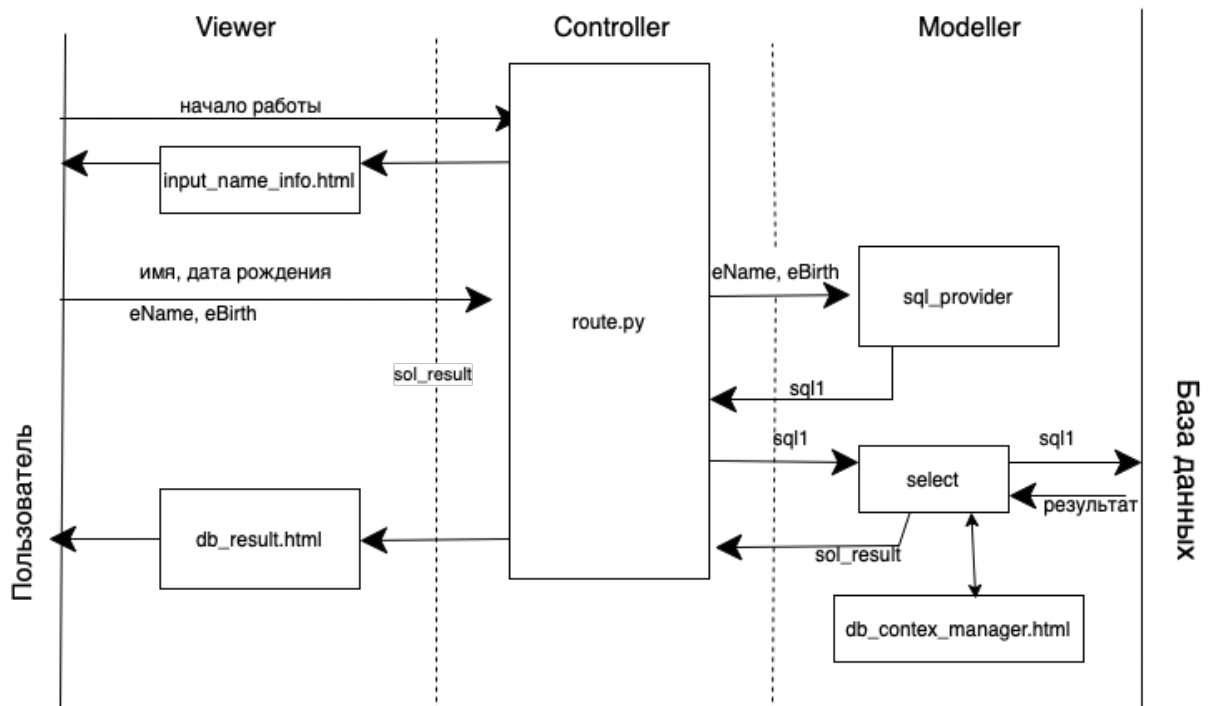 Viewer
Controller
Modeller
начало работы
input_name_info.html
имя, дата рождения
eName, eBirth
eName, eBirth
sql_provider
route.py
sol_result
sql1
sql1
sql1
select
результат
db_result.html
sol_result
db_contex_manager.html
Пользователь
База данных